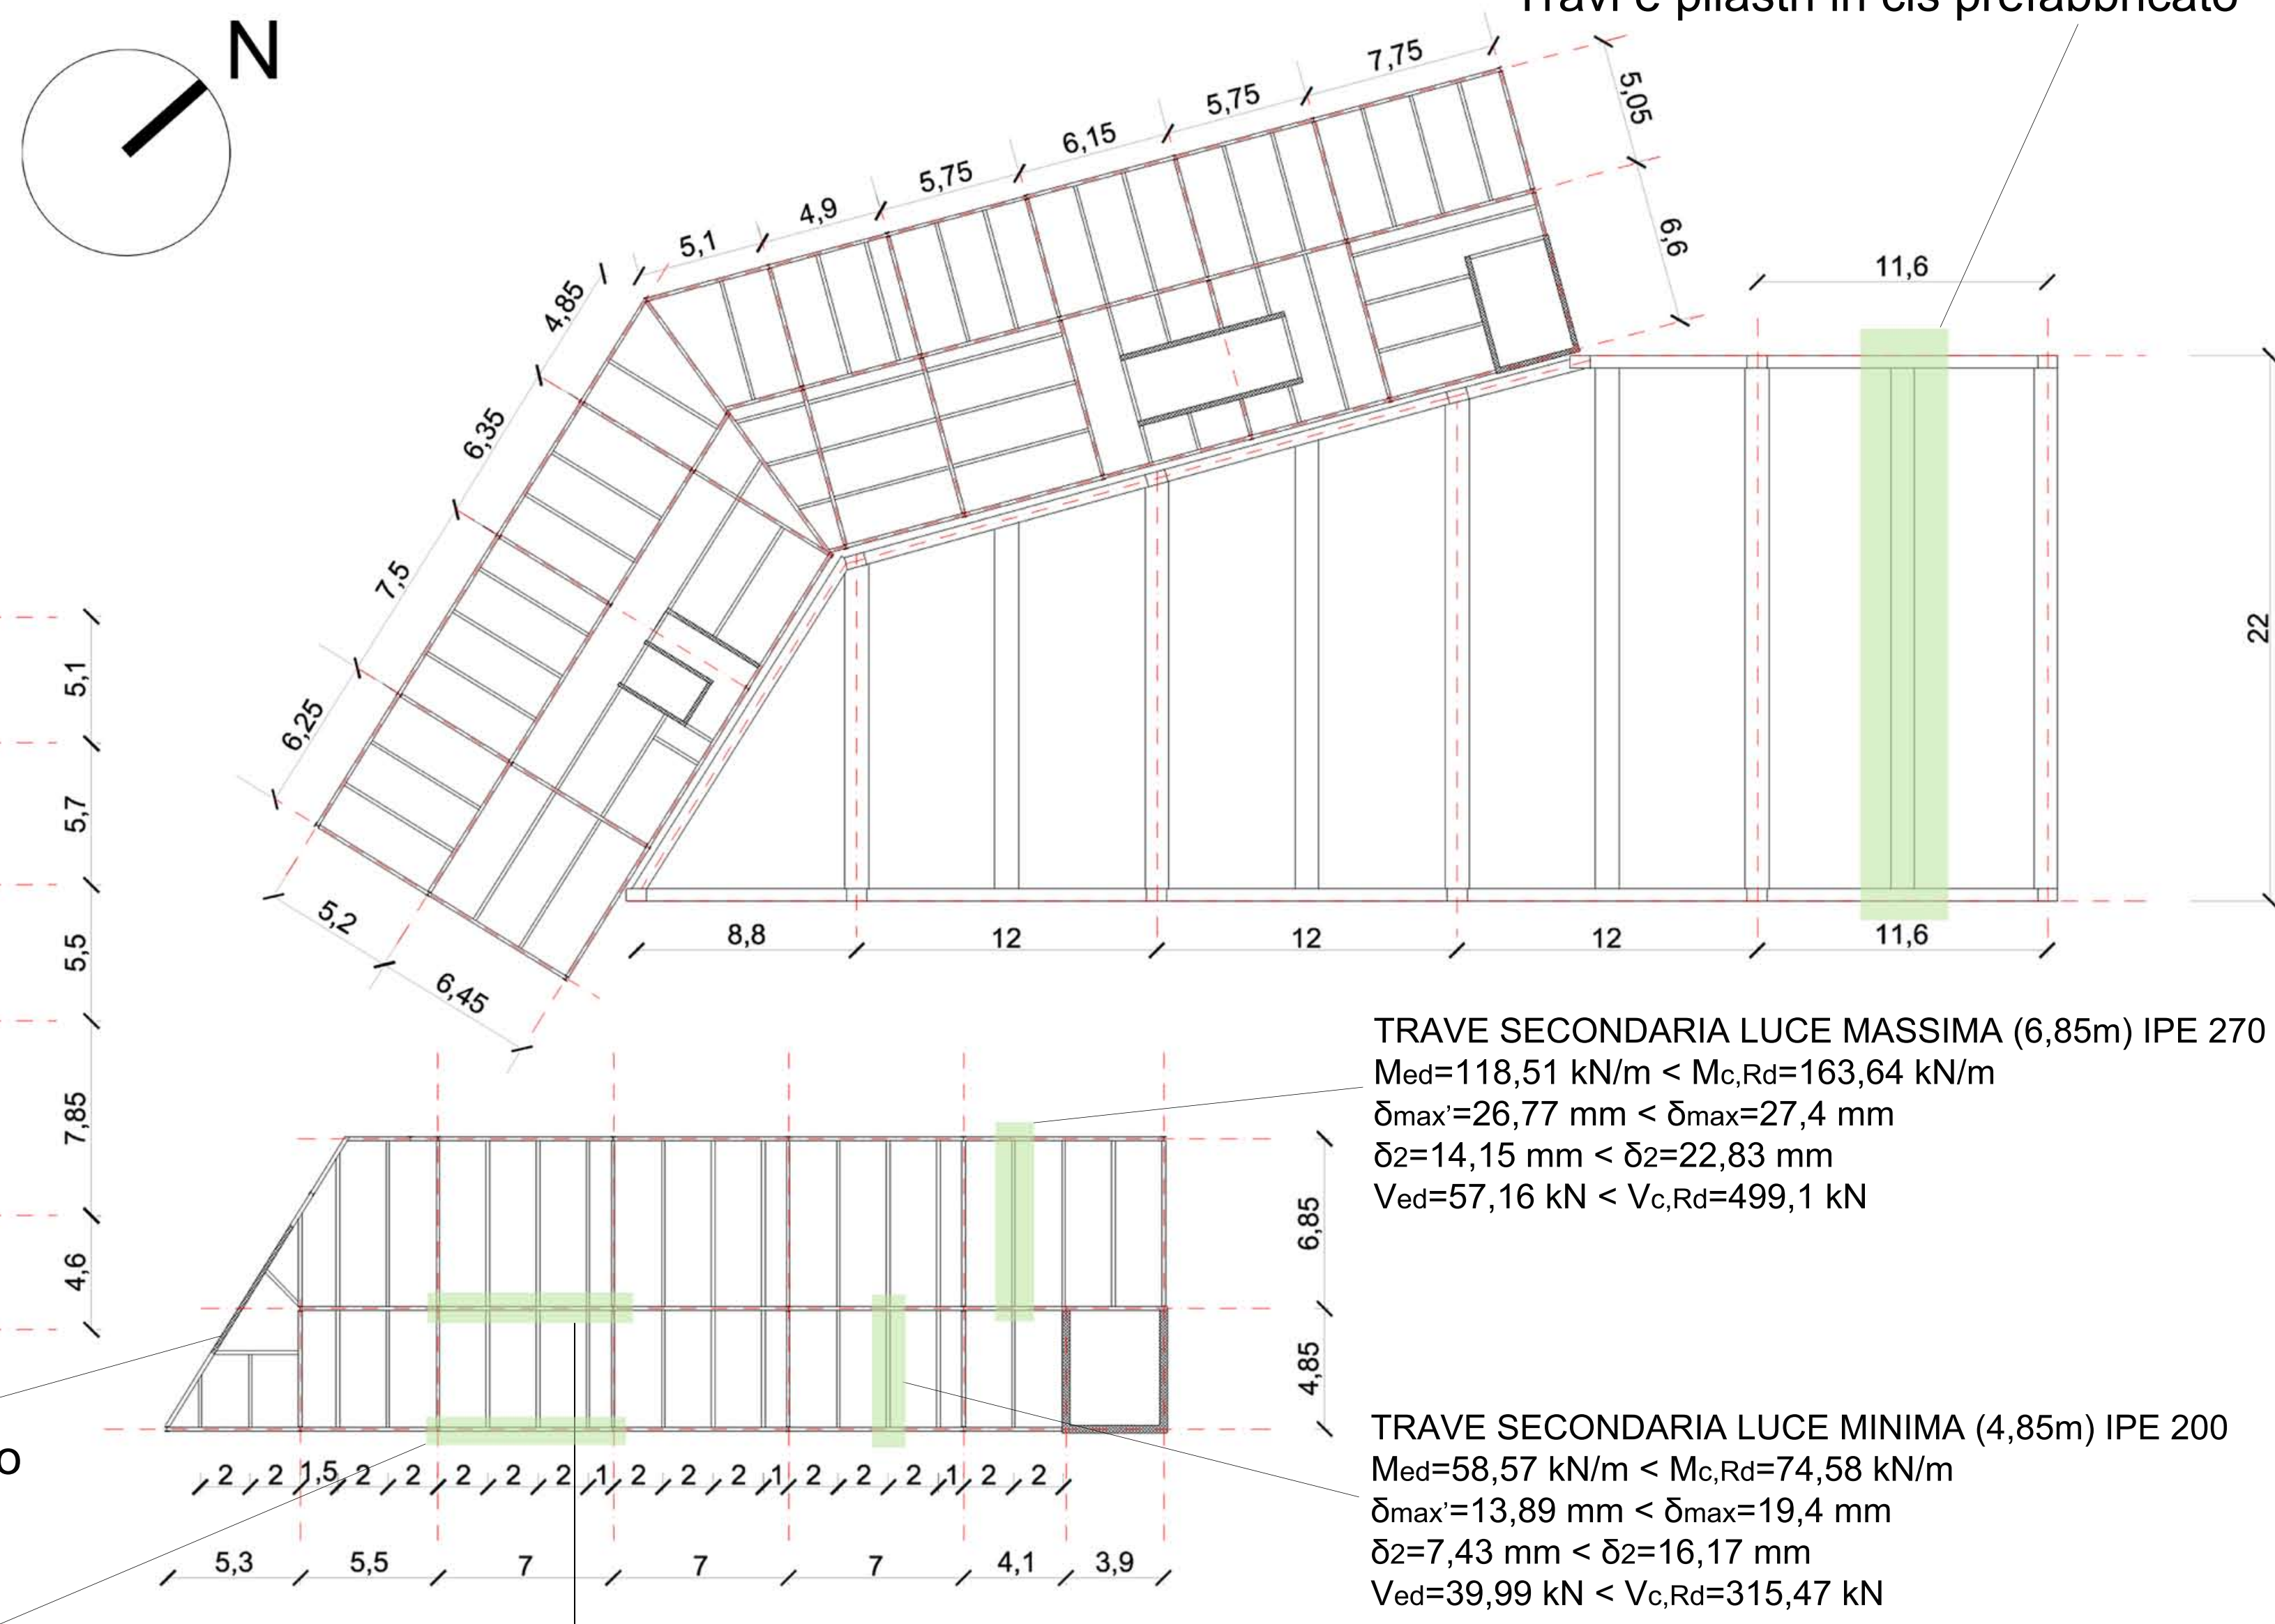 Travi e pilastri in cls prefabbricato
N
7,75
5,75
6,15
5,75
4,9
5,1
5,05
6,6
4,85
6,35
7,5
6,25
5,2
6,45
11,6
22
8,8 12 12 12 11,6
5,1
5,7
5,5
7,85
4,6
TRAVE SECONDARIA LUCE MASSIMA (6,85m) IPE 270
Med=118,51 kN/m < Mc,Rd=163,64 kN/m
δmax'=26,77 mm < δmax=27,4 mm
δ2=14,15 mm < δ2=22,83 mm
Ved=57,16 kN < Vc,Rd=499,1 kN
6,85
4,85
TRAVE SECONDARIA LUCE MINIMA (4,85m) IPE 200
Med=58,57 kN/m < Mc,Rd=74,58 kN/m
δmax'=13,89 mm < δmax=19,4 mm
δ2=7,43 mm < δ2=16,17 mm
Ved=39,99 kN < Vc,Rd=315,47 kN
o
2 2 1,5 2 2 2 2 2 1 2 2 2 1 2 2 2 1 2 2
5,3 5,5 7 7 7 4,1 3,9